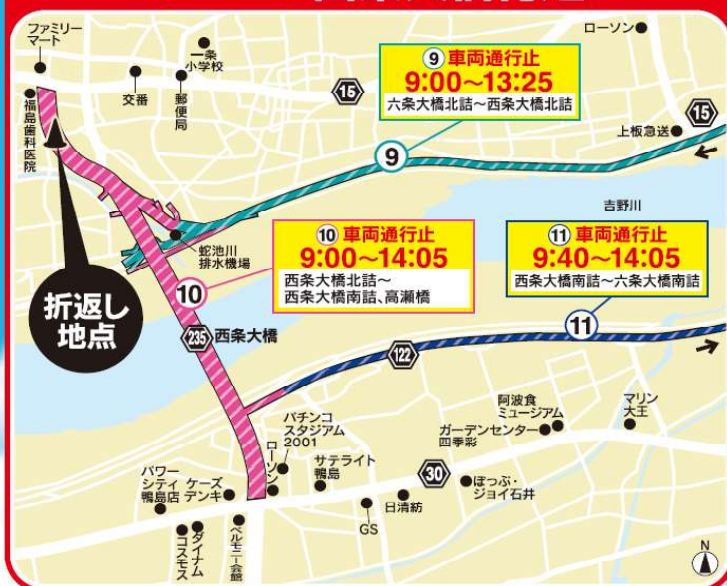 ファミリー
マート
一条
小学校
ローソン
⑨ 車両通行止
9:00～13:25
六条大橋北詰～西条大橋北詰
交番
郵便局
15
15
福島歯科医院
上板急送
9
吉野川
蛇池川
排水機場
⑩ 車両通行止
9:00～14:05
西条大橋北詰～
西条大橋南詰、高瀬橋
⑪ 車両通行止
9:40～14:05
西条大橋南詰～六条大橋南詰
折返し
地点
10
11
235
西条大橋
122
パチンコ
スタジアム
2001
ローソン
サテライト
鴨島
阿波食
ミュージアム
ガーデンセンター
四季彩
マリン
大王
パワー
シティ
鴨島店
ケーズ
デンキ
30
ぽっぷ・
ジョイ石井
日清紡
GS
コスモス
ダイナム
ベルモニー会館
N